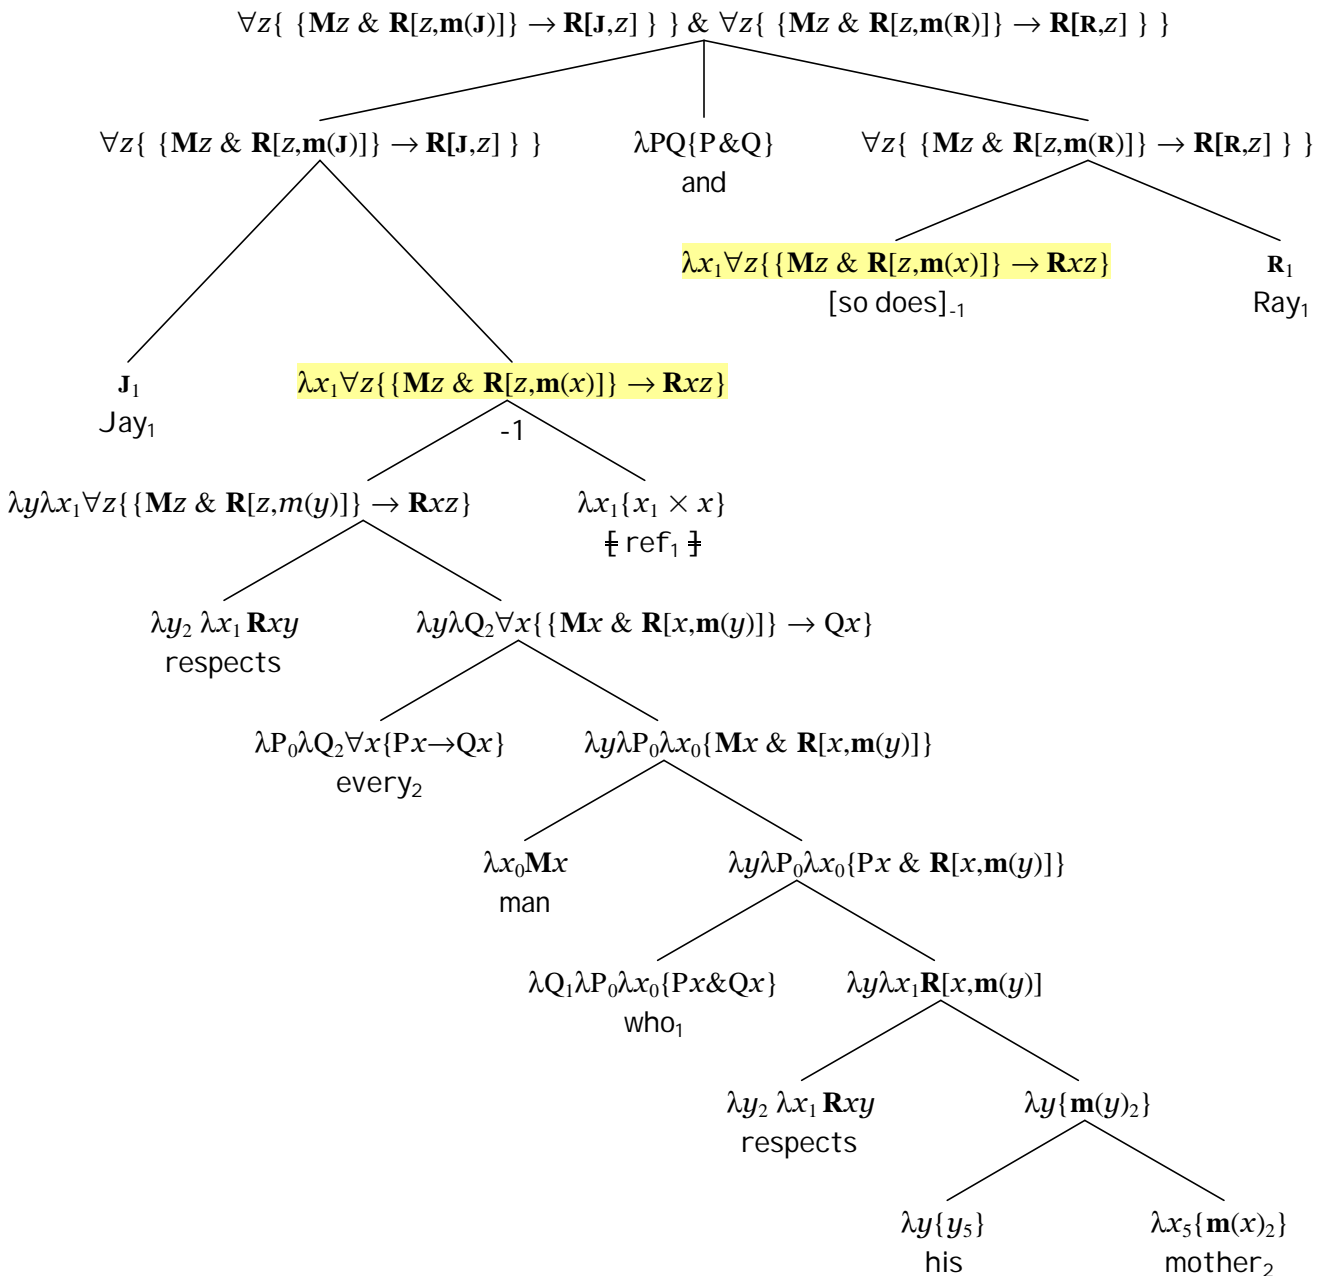 ∀z{ {Mz & R[z,m(J)]} → R[J,z] } } & ∀z{ {Mz & R[z,m(R)]} → R[R,z] } }
∀z{ {Mz & R[z,m(J)]} → R[J,z] } } λPQ{P&Q} ∀z{ {Mz & R[z,m(R)]} → R[R,z] } }
and
λx₁∀z{{Mz & R[z,m(x)]} → Rxz} R₁
[so does]₋₁ Ray₁
J₁ λx₁∀z{{Mz & R[z,m(x)]} → Rxz}
Jay₁ -1
λyλx₁∀z{{Mz & R[z,m(y)]} → Rxz} λx₁{x₁ × x}
[ ref₁ ]
λy₂ λx₁ Rxy λyλQ₂∀x{{Mx & R[x,m(y)]} → Qx}
respects
λP₀λQ₂∀x{Px→Qx} λyλP₀λx₀{Mx & R[x,m(y)]}
every₂
λx₀Mx λyλP₀λx₀{Px & R[x,m(y)]}
man
λQ₁λP₀λx₀{Px&Qx} λyλx₁R[x,m(y)]
who₁
λy₂ λx₁ Rxy λy{m(y)₂}
respects
λy{y₅} λx₅{m(x)₂}
his mother₂